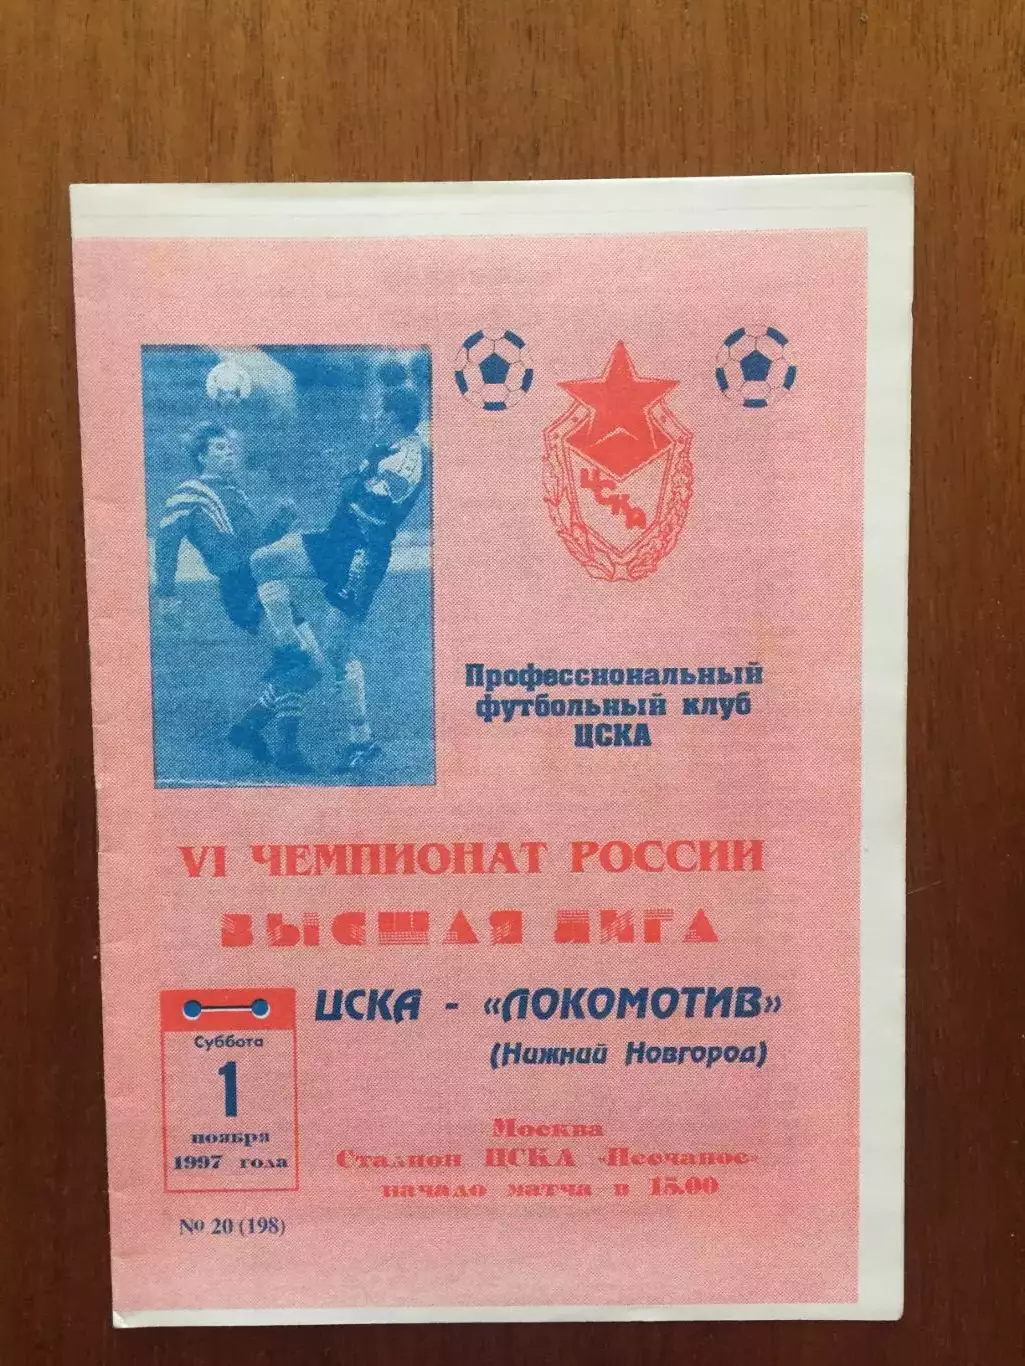 ЦСКА
Профессиональный
футбольный клуб
ЦСКА
VI ЧЕМПИОНАТ РОССИИ
ВЫСШАЯ ЛИГА
ЦСКА - «ЛОКОМОТИВ»
(Нижний Новгород)
Суббота
1
ноября
1997 года
Москва
Стадион ЦСКА «Песчаное»
начало матча в 15.00
№ 20 (198)